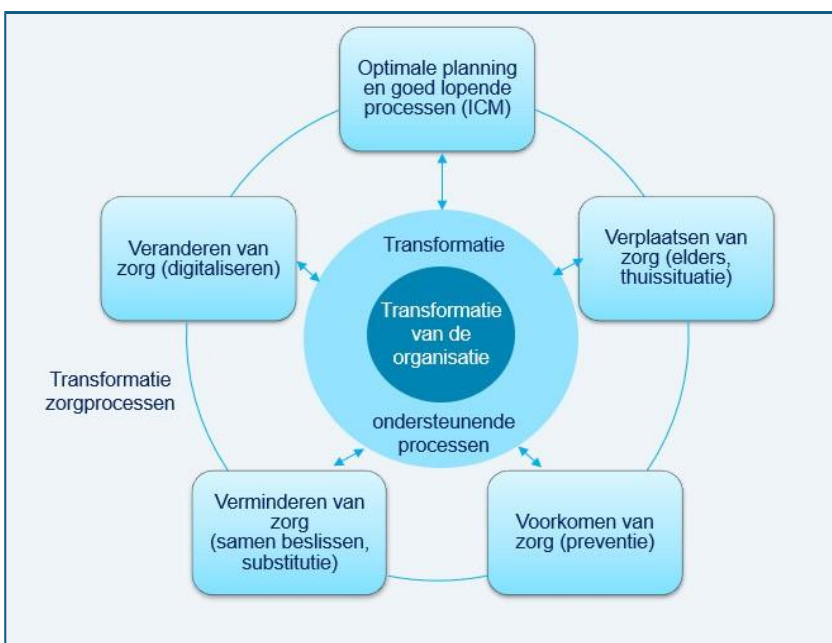 Optimale planning
en goed lopende
processen (ICM)
Veranderen van
zorg (digitaliseren)
Transformatie
Verplaatsen van
zorg (elders,
thuissituatie)
Transformatie
van de
organisatie
Transformatie
zorgprocessen
ondersteunende
processen
Verminderen van
zorg
(samen beslissen,
substitutie)
Voorkomen van
zorg (preventie)